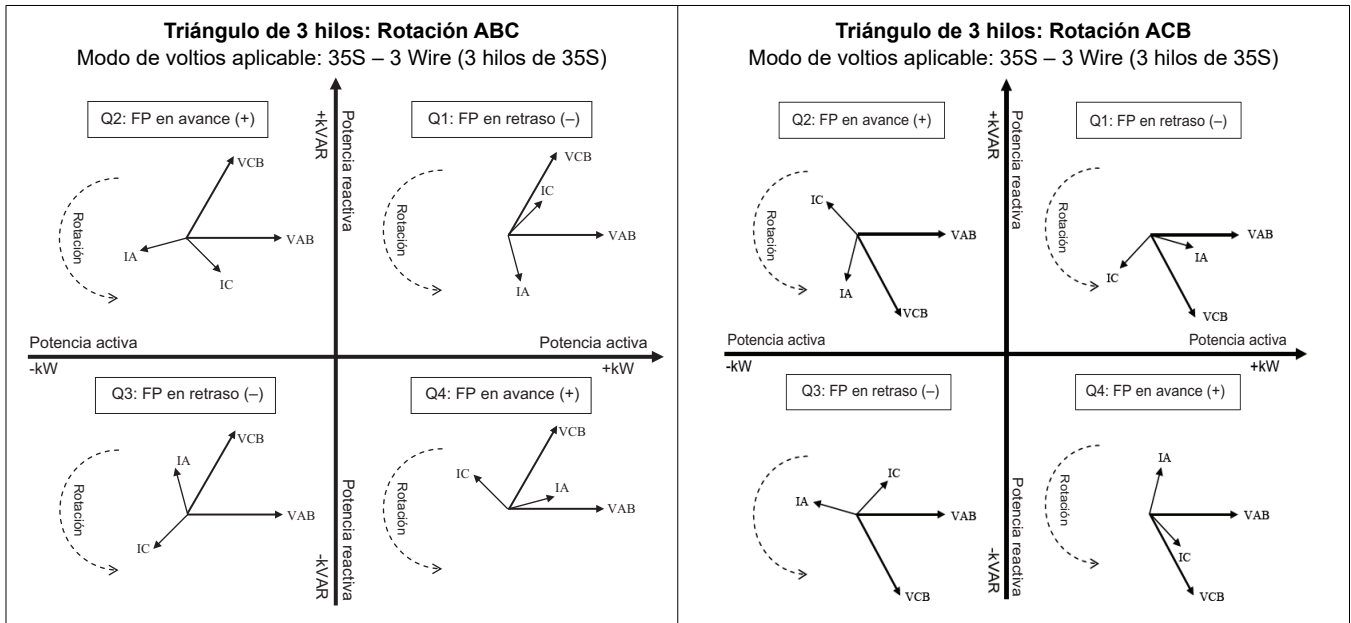 Triángulo de 3 hilos: Rotación ABC
Modo de voltios aplicable: 35S – 3 Wire (3 hilos de 35S)
Q2: FP en avance (+)
Q1: FP en retraso (–)
+kVAR
Potencia reactiva
Rotación
VCB
VAB
IA
IC
Rotación
VCB
IC
VAB
IA
Potencia activa
-kW
Potencia activa
+kW
Q3: FP en retraso (–)
Q4: FP en avance (+)
Rotación
VCB
IA
VAB
IC
Rotación
VCB
IC
IA
VAB
-kVAR
Potencia reactiva
Triángulo de 3 hilos: Rotación ACB
Modo de voltios aplicable: 35S – 3 Wire (3 hilos de 35S)
Q2: FP en avance (+)
Q1: FP en retraso (–)
+kVAR
Potencia reactiva
Rotación
IC
VAB
IA
VCB
Rotación
VAB
IA
IC
VCB
Potencia activa
-kW
Potencia activa
+kW
Q3: FP en retraso (–)
Q4: FP en avance (+)
Rotación
IC
IA
VAB
VCB
Rotación
IA
VAB
IC
VCB
-kVAR
Potencia reactiva